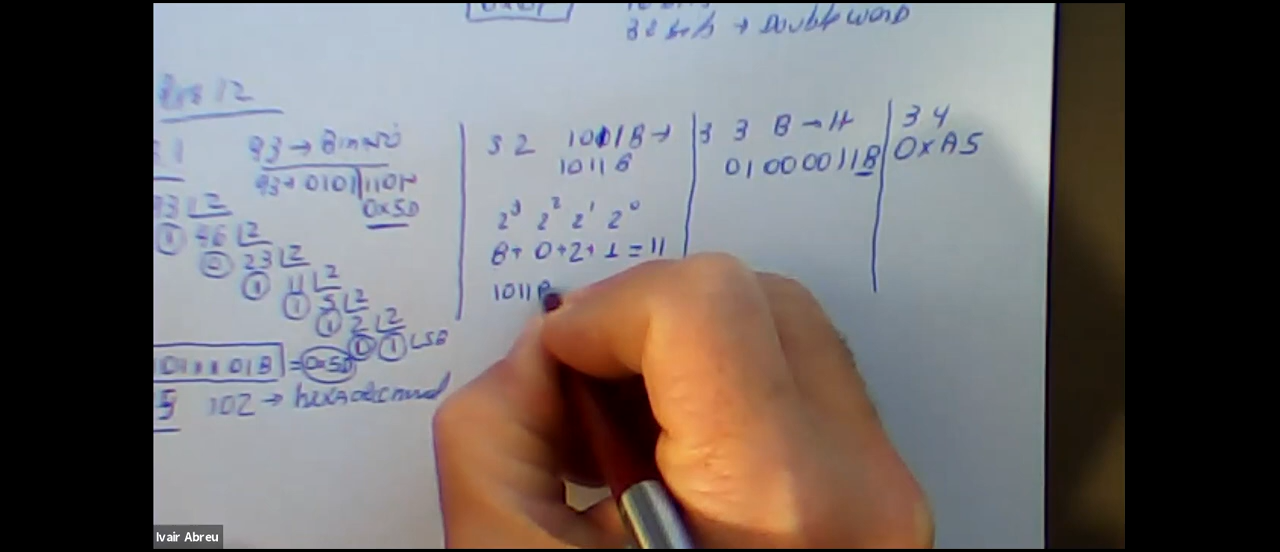 32 bits → Double word
93 → Binário
93 → 0101|1101
0x5D
93 ∟2
1 46 ∟2
0 23 ∟2
1 11 ∟2
1 5 ∟2
1 2 ∟2
0 1 LSB
= 0x5D
5 102 → hexadecimal
3 2 1001B →
1011B
2³ 2² 2¹ 2⁰
8 + 0 + 2 + 1 = 11
1011B
3 3 B → H
01000011B
3 4
0xA5
Ivair Abreu